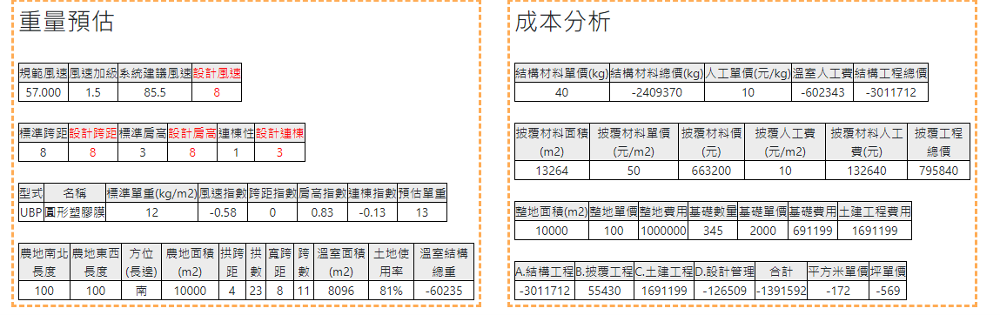 重量預估
規範風速 風速加級 系統建議風速 設計風速
57.000 1.5 85.5 8
標準跨距 設計跨距 標準肩高 設計肩高 連棟性 設計連棟
8 8 3 8 1 3
型式 名稱 標準單重(kg/m2) 風速指數 跨距指數 肩高指數 連棟指數 預估單重
UBP 圓形塑膠膜 12 -0.58 0 0.83 -0.13 13
農地南北 農地東西 方位 農地面積 拱跨 拱 寬跨 跨 溫室面積 土地使 溫室結構
長度 長度 (長邊) (m2) 距 數 距 數 (m2) 用率 總重
100 100 南 10000 4 23 8 11 8096 81% -60235
成本分析
結構材料單價(kg) 結構材料總價(kg) 人工單價(元/kg) 溫室人工費 結構工程總價
40 -2409370 10 -602343 -3011712
披覆材料面積 披覆材料單價 披覆材料價 披覆人工費 披覆材料人工 披覆工程
(m2) (元/m2) (元) (元/m2) 費(元) 總價
13264 50 663200 10 132640 795840
整地面積(m2) 整地單價 整地費用 基礎數量 基礎單價 基礎費用 土建工程費用
10000 100 1000000 345 2000 691199 1691199
A.結構工程 B.披覆工程 C.土建工程 D.設計管理 合計 平方米單價 坪單價
-3011712 55430 1691199 -126509 -1391592 -172 -569